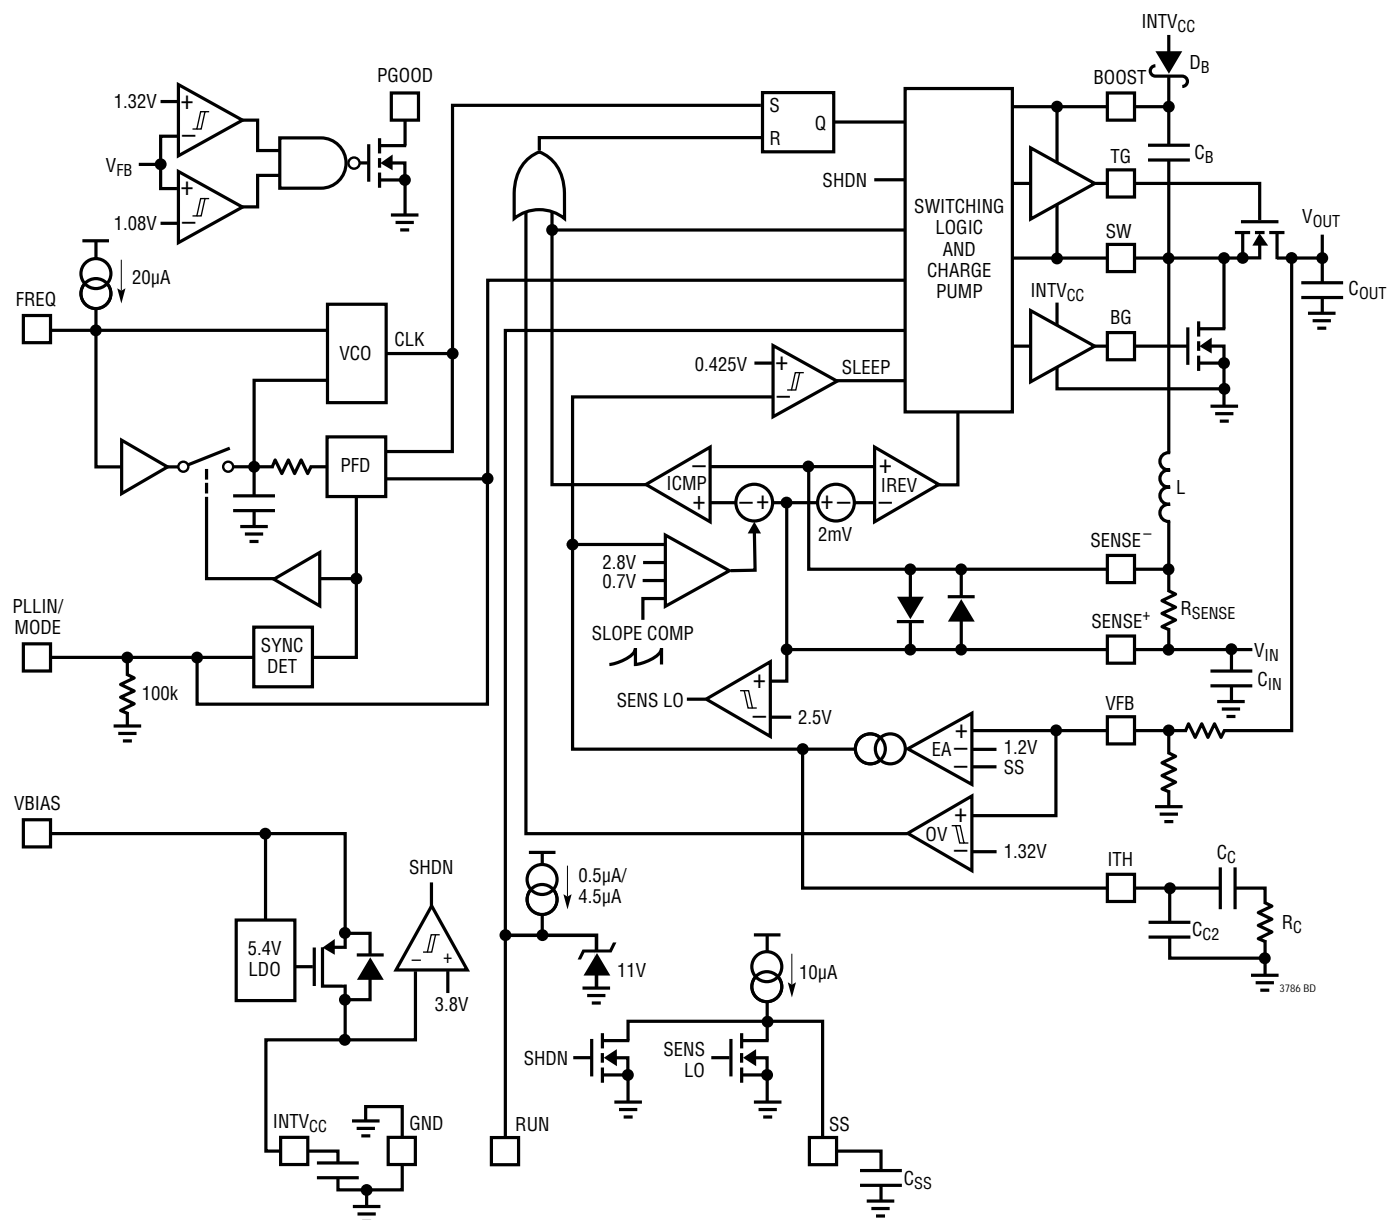 INTVCC
DB
BOOST
PGOOD
1.32V
+
−
VFB
+
−
1.08V
S
R
Q
CB
TG
SHDN
SWITCHING
LOGIC
AND
CHARGE
PUMP
SW
VOUT
COUT
20µA
FREQ
VCO
CLK
INTVCC
BG
0.425V
+
−
SLEEP
PFD
−
ICMP
+
− +
+ −
2mV
+
IREV
−
L
2.8V
0.7V
SLOPE COMP
SENSE−
RSENSE
SENSE+
VIN
CIN
PLLIN/
MODE
SYNC
DET
100k
SENS LO
+
−
2.5V
VFB
+
EA −
−
1.2V
SS
+
OV
−
1.32V
VBIAS
SHDN
5.4V
LDO
−
+
3.8V
0.5µA/
4.5µA
11V
ITH
CC
CC2
RC
3786 BD
10µA
SHDN
SENS
LO
INTVCC
GND
RUN
SS
CSS